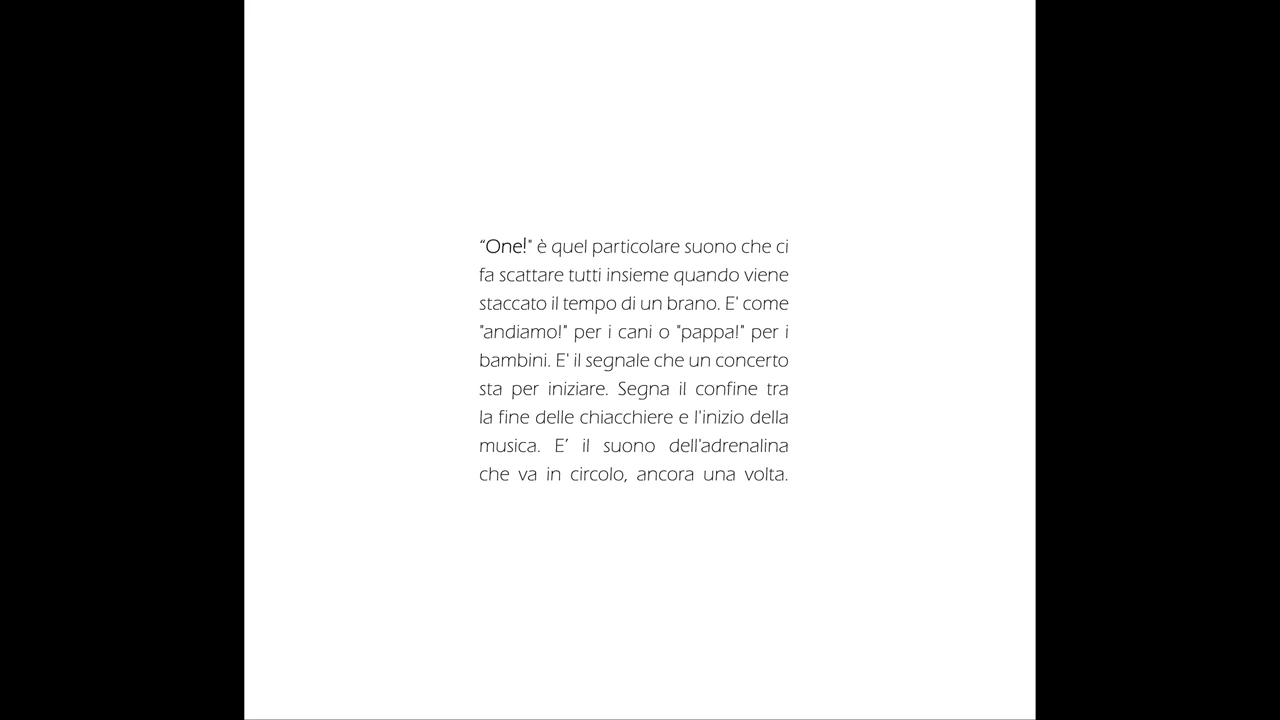 “One!" è quel particolare suono che ci
fa scattare tutti insieme quando viene
staccato il tempo di un brano. E' come
"andiamo!" per i cani o "pappa!" per i
bambini. E' il segnale che un concerto
sta per iniziare. Segna il confine tra
la fine delle chiacchiere e l'inizio della
musica. E’ il suono dell'adrenalina
che va in circolo, ancora una volta.